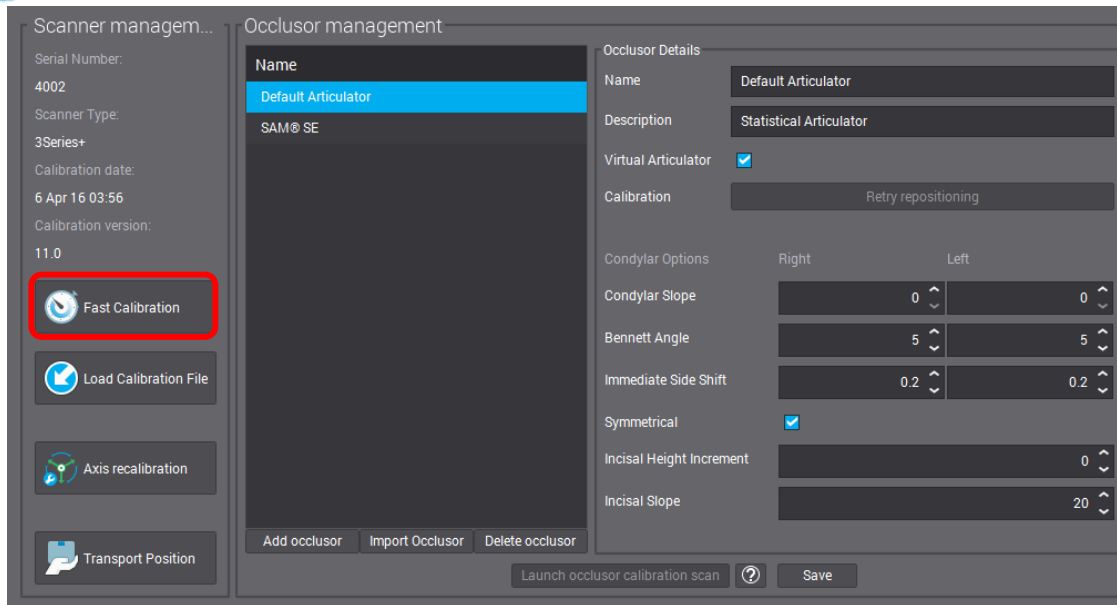 Scanner managem...
Serial Number:
4002
Scanner Type:
3Series+
Calibration date:
6 Apr 16 03:56
Calibration version:
11.0
Fast Calibration
Load Calibration File
Axis recalibration
Transport Position
Occlusor management
Name
Default Articulator
SAM® SE
Add occlusor Import Occlusor Delete occlusor
Occlusor Details
Name Default Articulator
Description Statistical Articulator
Virtual Articulator
Calibration Retry repositioning
Condylar Options Right Left
Condylar Slope 0 0
Bennett Angle 5 5
Immediate Side Shift 0.2 0.2
Symmetrical
Incisal Height Increment 0
Incisal Slope 20
Launch occlusor calibration scan ? Save